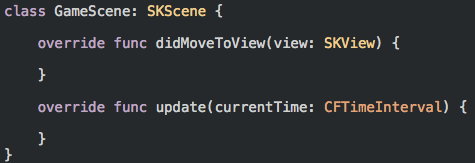 class GameScene: SKScene {
    override func didMoveToView(view: SKView) {
    }
    override func update(currentTime: CFTimeInterval) {
    }
}